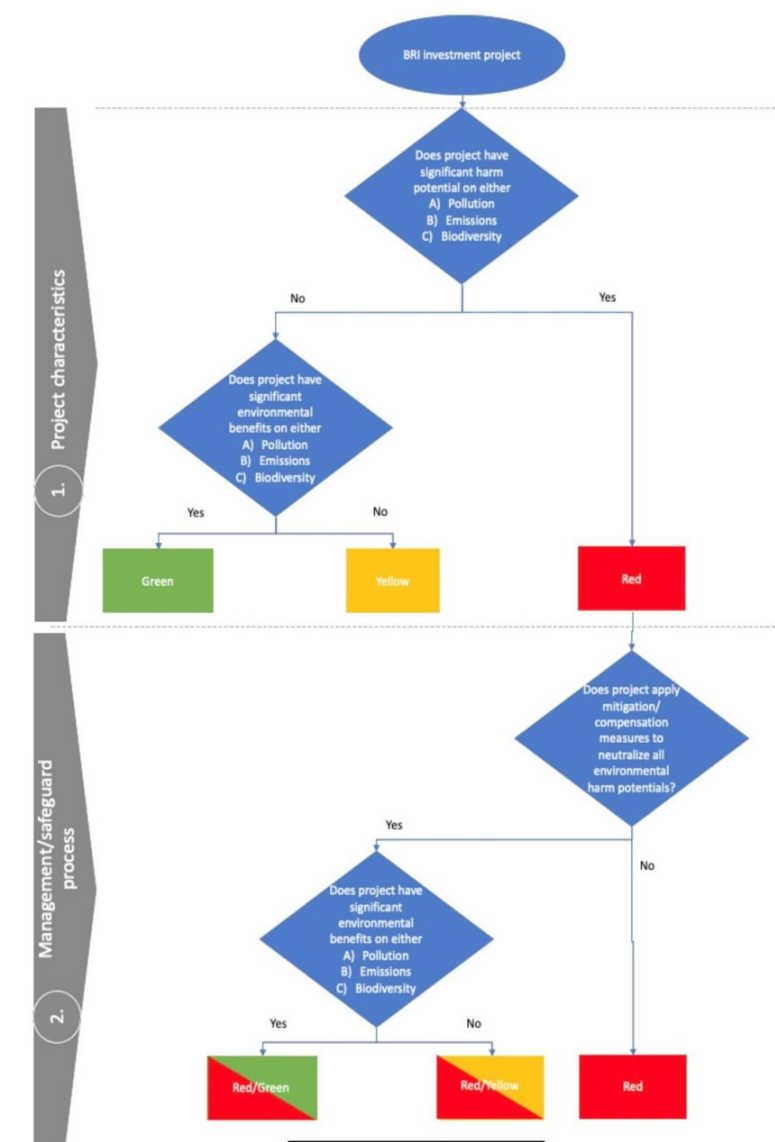 BRI investment project
Does project have
significant harm
potential on either
A) Pollution
B) Emissions
C) Biodiversity
No
Yes
1. Project characteristics
Does project have
significant
environmental
benefits on either
A) Pollution
B) Emissions
C) Biodiversity
Yes
No
Green
Yellow
Red
Does project apply
mitigation/
compensation
measures to
neutralize all
environmental
harm potentials?
2. Management/safeguard
process
Yes
No
Does project have
significant
environmental
benefits on either
A) Pollution
B) Emissions
C) Biodiversity
Yes
No
Red/Green
Red/Yellow
Red